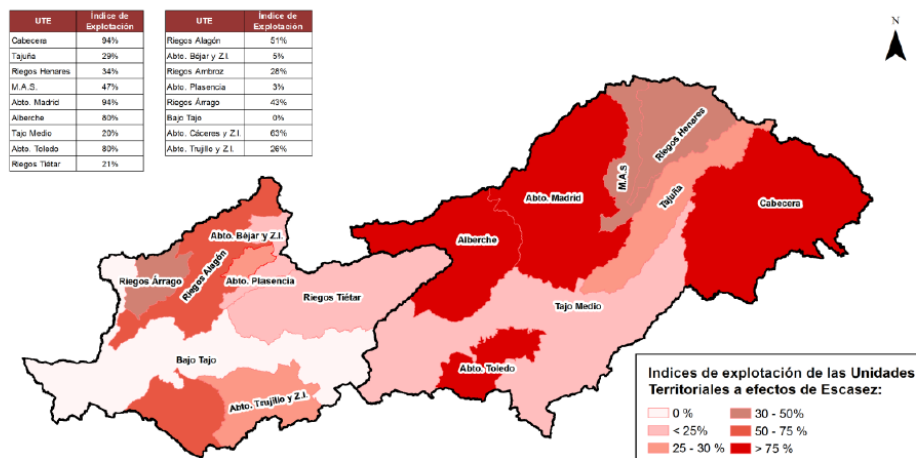 UTE Indice de Explotación
Cabecera 94%
Tajuña 29%
Riegos Henares 34%
M.A.S. 47%
Abto. Madrid 94%
Alberche 80%
Tajo Medio 20%
Abto. Toledo 80%
Riegos Tiétar 21%
UTE Indice de Explotación
Riegos Alagón 51%
Abto. Béjar y Z.I. 5%
Riegos Ambroz 28%
Abto. Plasencia 3%
Riegos Árrago 43%
Bajo Tajo 0%
Abto. Cáceres y Z.I. 63%
Abto. Trujillo y Z.I. 26%
N
Riegos Henares
M.A.S
Abto. Madrid
Tajuña
Cabecera
Alberche
Abto. Béjar y Z.I.
Riegos Árrago
Riegos Alagón
Abto. Plasencia
Riegos Tiétar
Tajo Medio
Bajo Tajo
Abto. Toledo
Abto. Trujillo y Z.I.
Indices de explotación de las Unidades
Territoriales a efectos de Escasez:
0 %
< 25%
25 - 30 %
30 - 50%
50 - 75 %
> 75 %